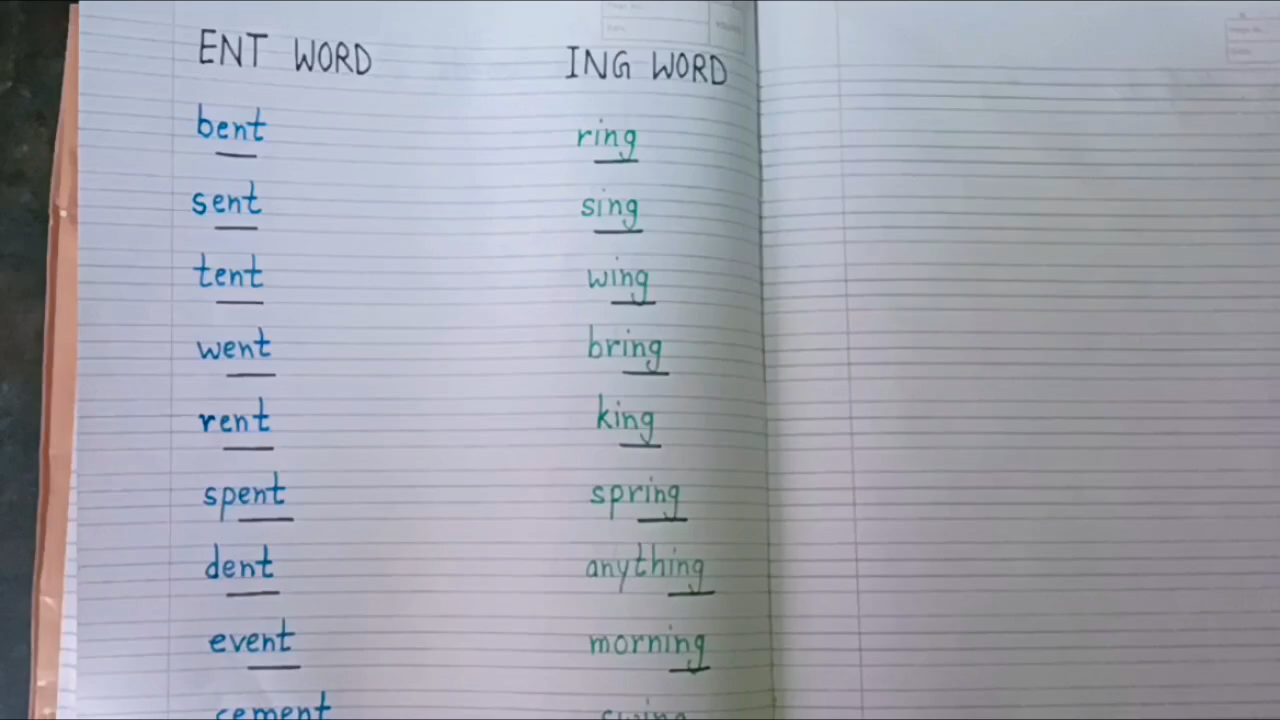 ENT WORD ING WORD
bent ring
sent sing
tent wing
went bring
rent king
spent spring
dent anything
event morning
cement swing